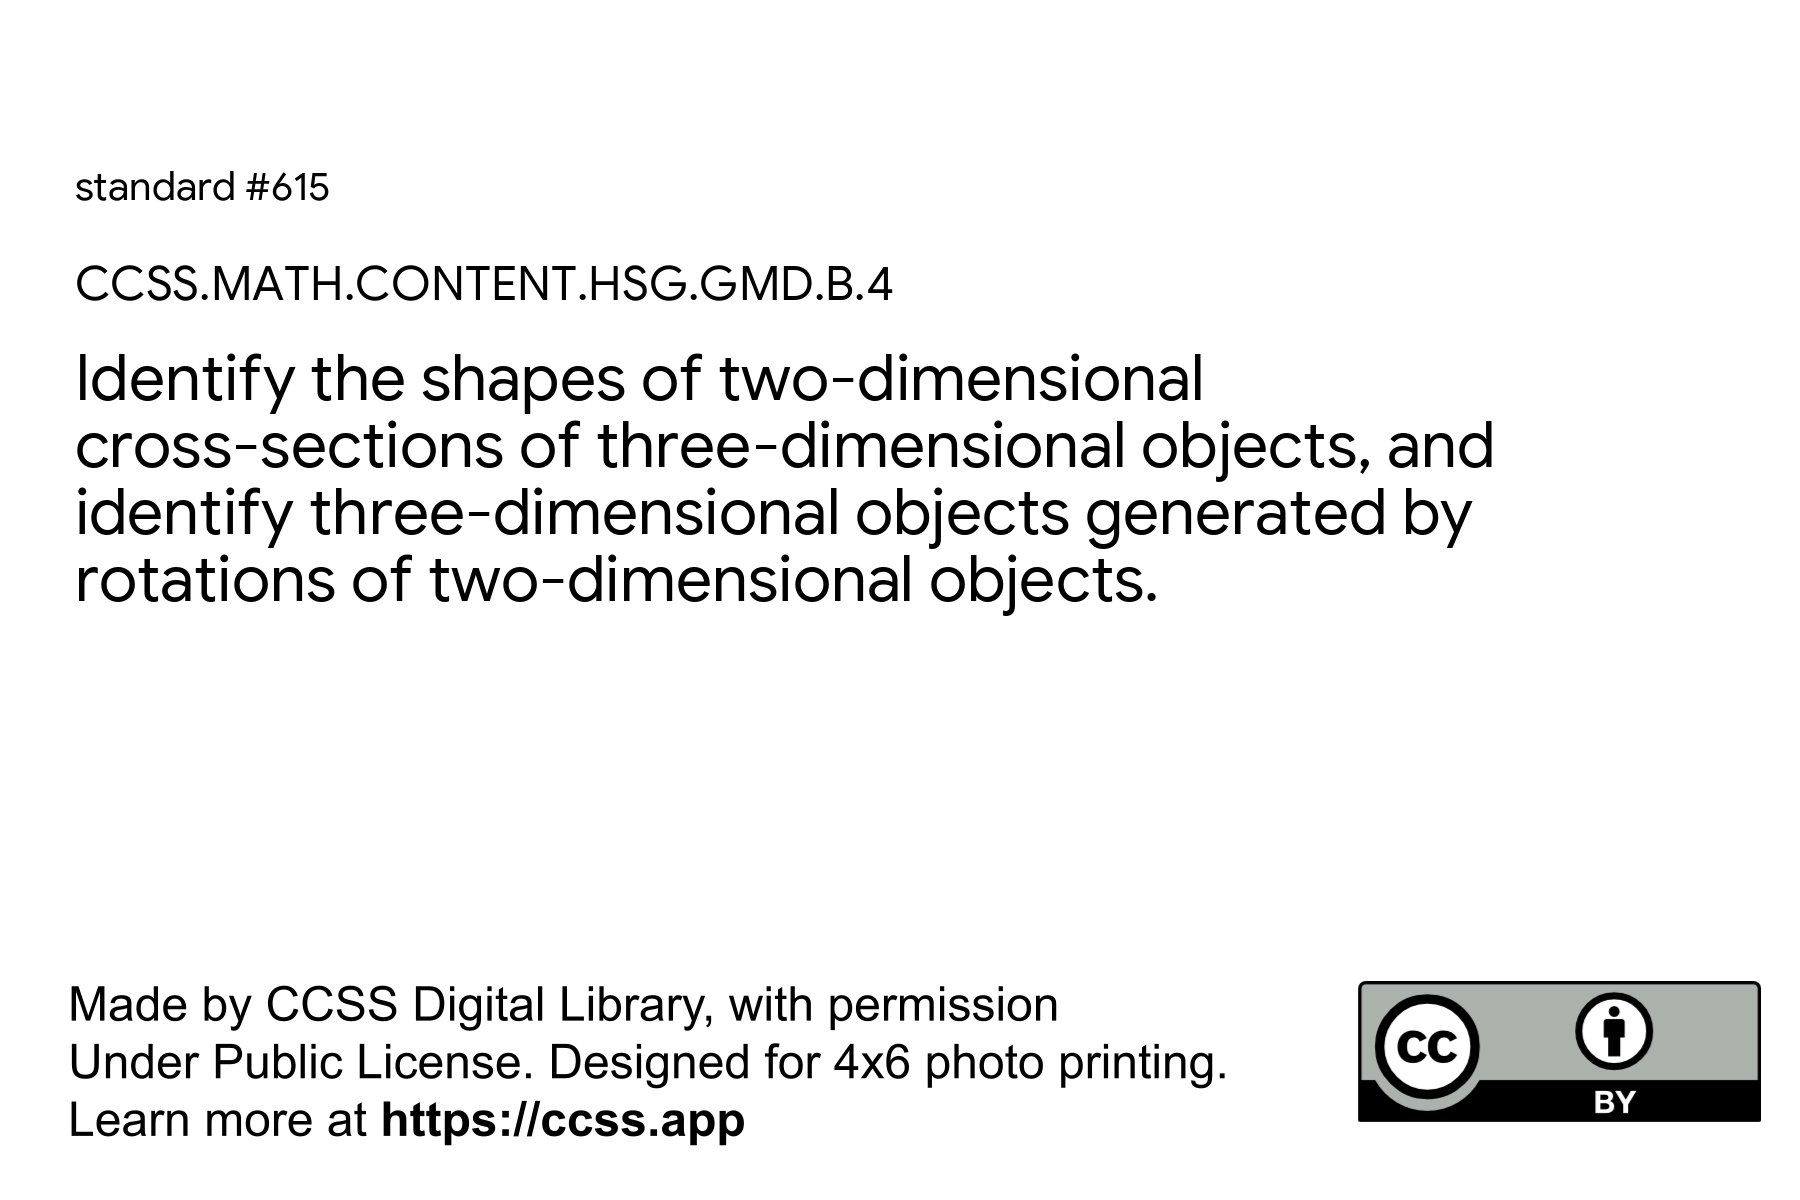 standard #615
CCSS.MATH.CONTENT.HSG.GMD.B.4
Identify the shapes of two-dimensional
cross-sections of three-dimensional objects, and
identify three-dimensional objects generated by
rotations of two-dimensional objects.
Made by CCSS Digital Library, with permission
Under Public License. Designed for 4x6 photo printing.
Learn more at https://ccss.app
cc
BY